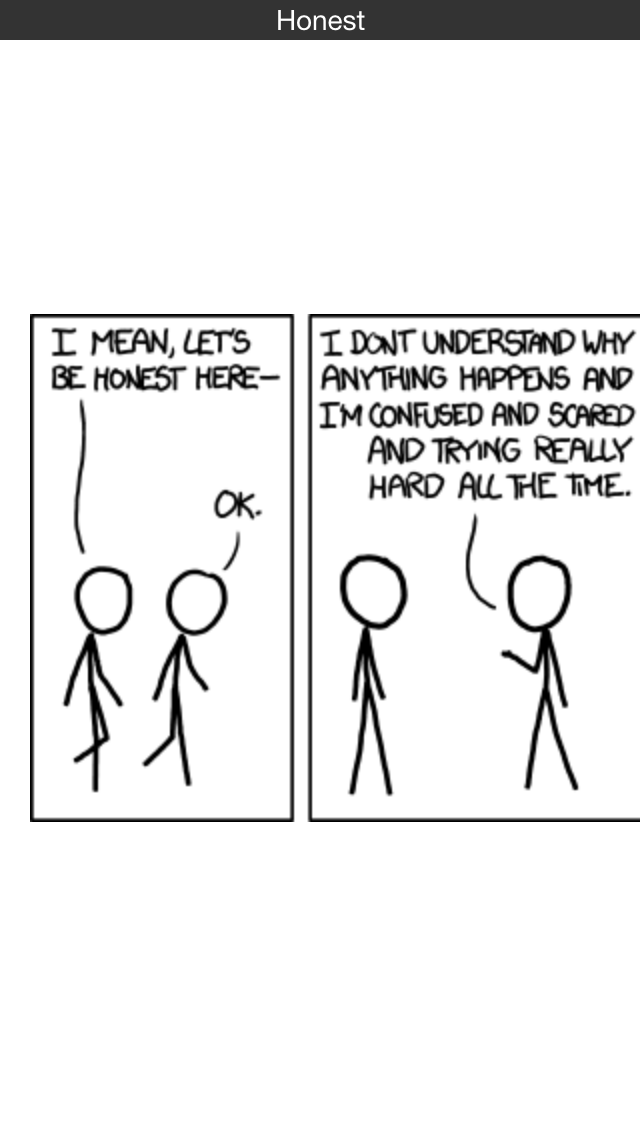 Honest
I MEAN, LET'S
BE HONEST HERE—
OK.
I DON'T UNDERSTAND WHY
ANYTHING HAPPENS AND
I'M CONFUSED AND SCARED
AND TRYING REALLY
HARD ALL THE TIME.